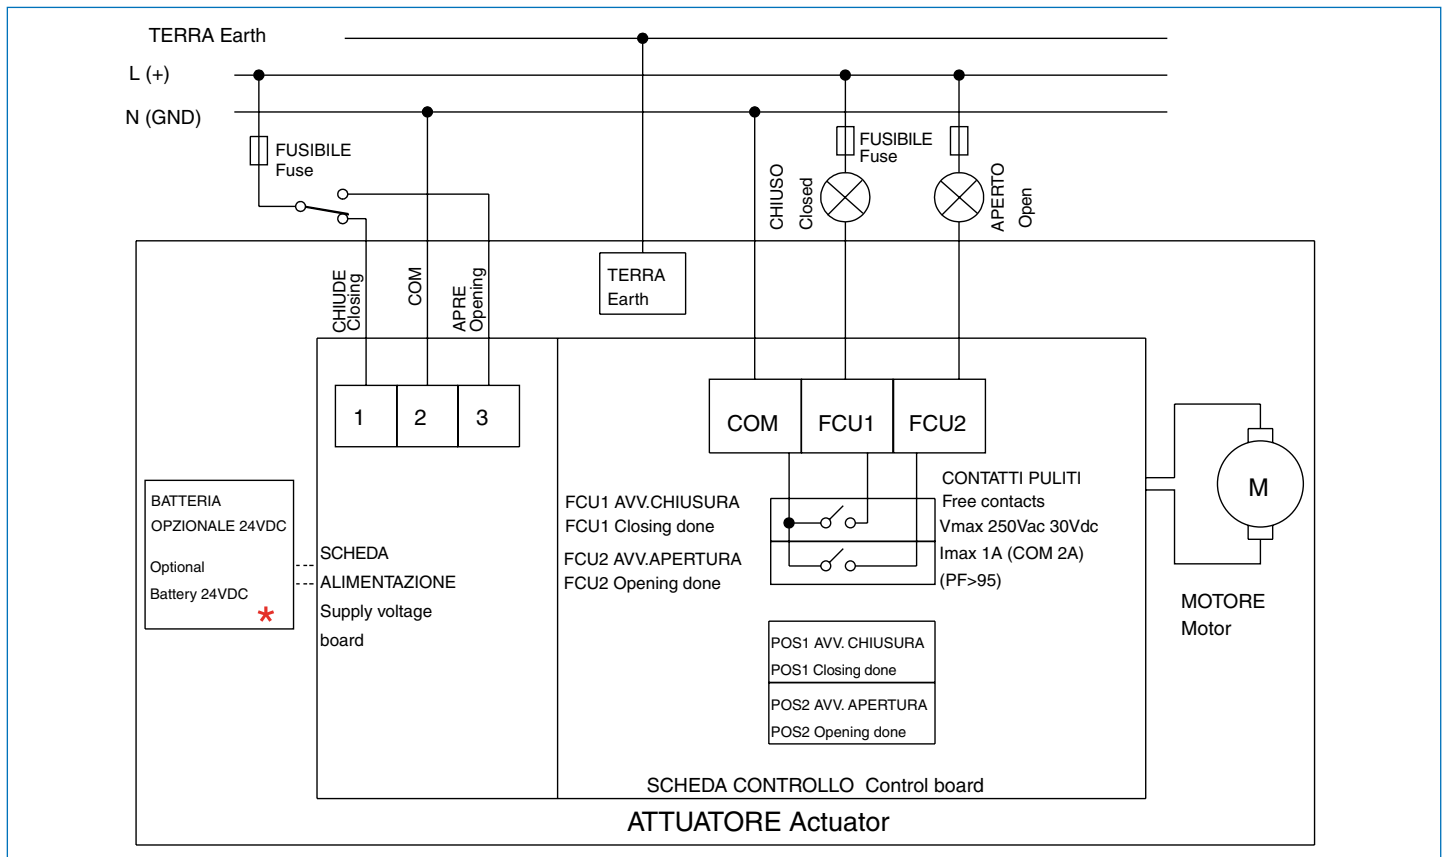 TERRA Earth
L (+)
N (GND)
FUSIBILE
Fuse
FUSIBILE
Fuse
CHIUSO
Closed
APERTO
Open
CHIUDE
Closing
COM
APRE
Opening
TERRA
Earth
1
2
3
COM
FCU1
FCU2
M
MOTORE
Motor
BATTERIA
OPZIONALE 24VDC
Optional
Battery 24VDC
*
SCHEDA
ALIMENTAZIONE
Supply voltage
board
FCU1 AVV.CHIUSURA
FCU1 Closing done
FCU2 AVV.APERTURA
FCU2 Opening done
CONTATTI PULITI
Free contacts
Vmax 250Vac 30Vdc
Imax 1A (COM 2A)
(PF>95)
POS1 AVV. CHIUSURA
POS1 Closing done
POS2 AVV. APERTURA
POS2 Opening done
SCHEDA CONTROLLO Control board
ATTUATORE Actuator